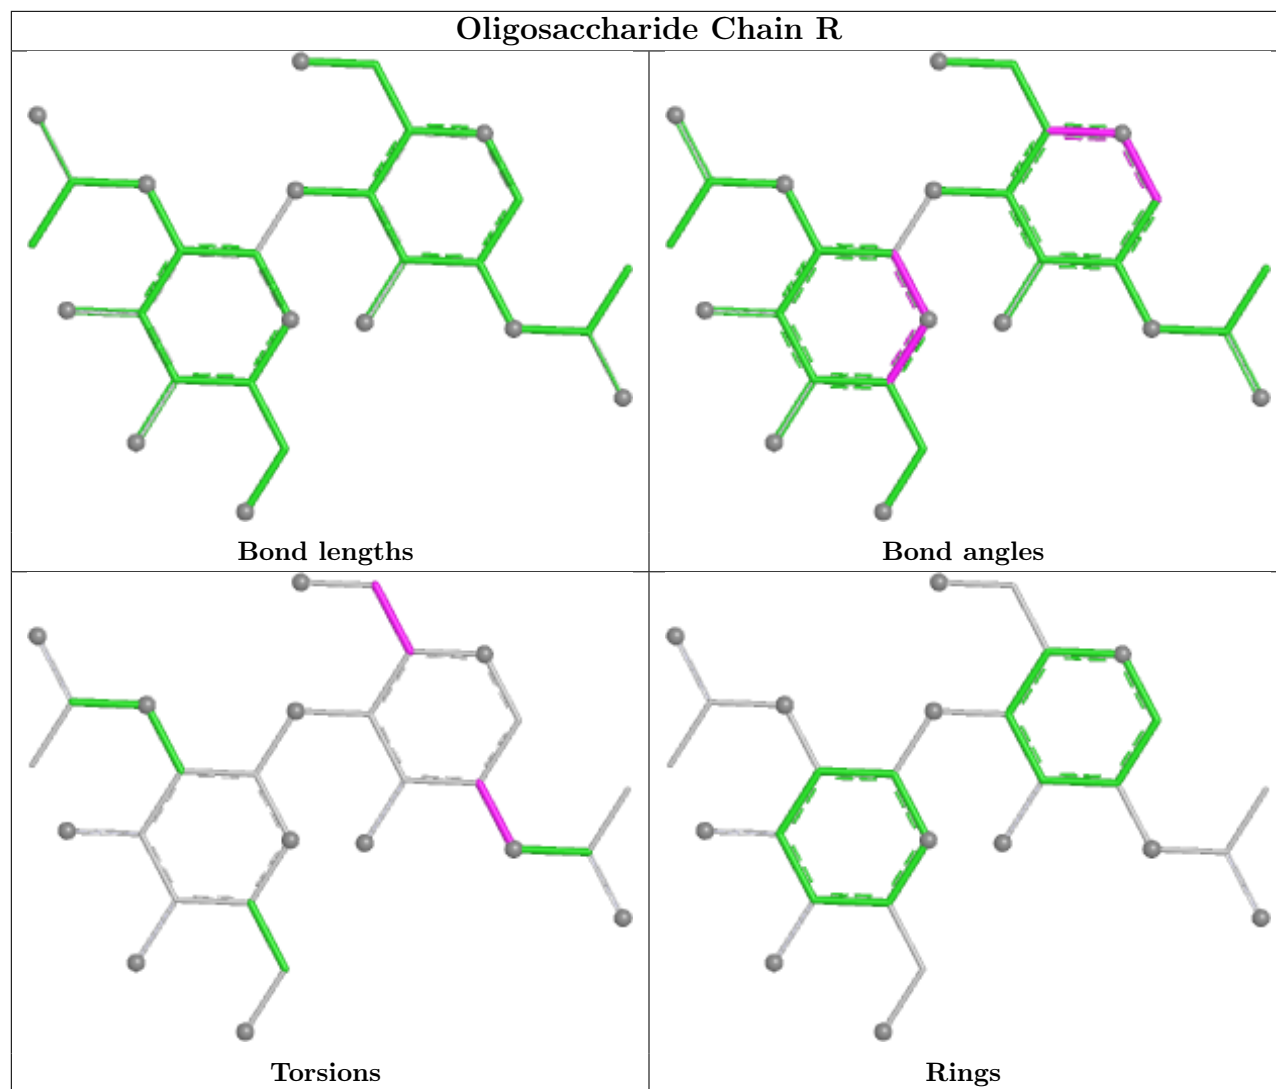 Oligosaccharide Chain R
Bond lengths
Bond angles
Torsions
Rings